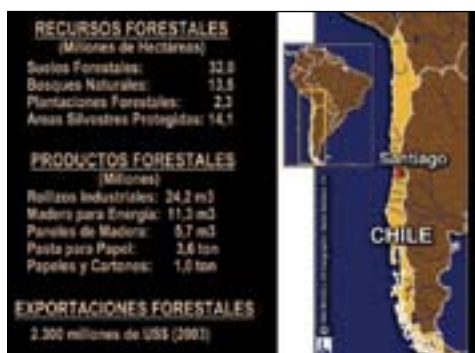 RECURSOS FORESTALES
(Millones de Hectáreas)
Suelos Forestales: 32,0
Bosques Naturales: 13,5
Plantaciones Forestales: 2,3
Areas Silvestres Protegidas: 14,1
PRODUCTOS FORESTALES
(Millones)
Rollizos Industriales: 24,2 m3
Madera para Energía: 11,3 m3
Paneles de Madera: m3
Pasta para Papel: 2,6 ton
Papeles y Cartones: 1,0 ton
EXPORTACIONES FORESTALES
2.300 millones de US$ (2003)
Santiago
CHILE